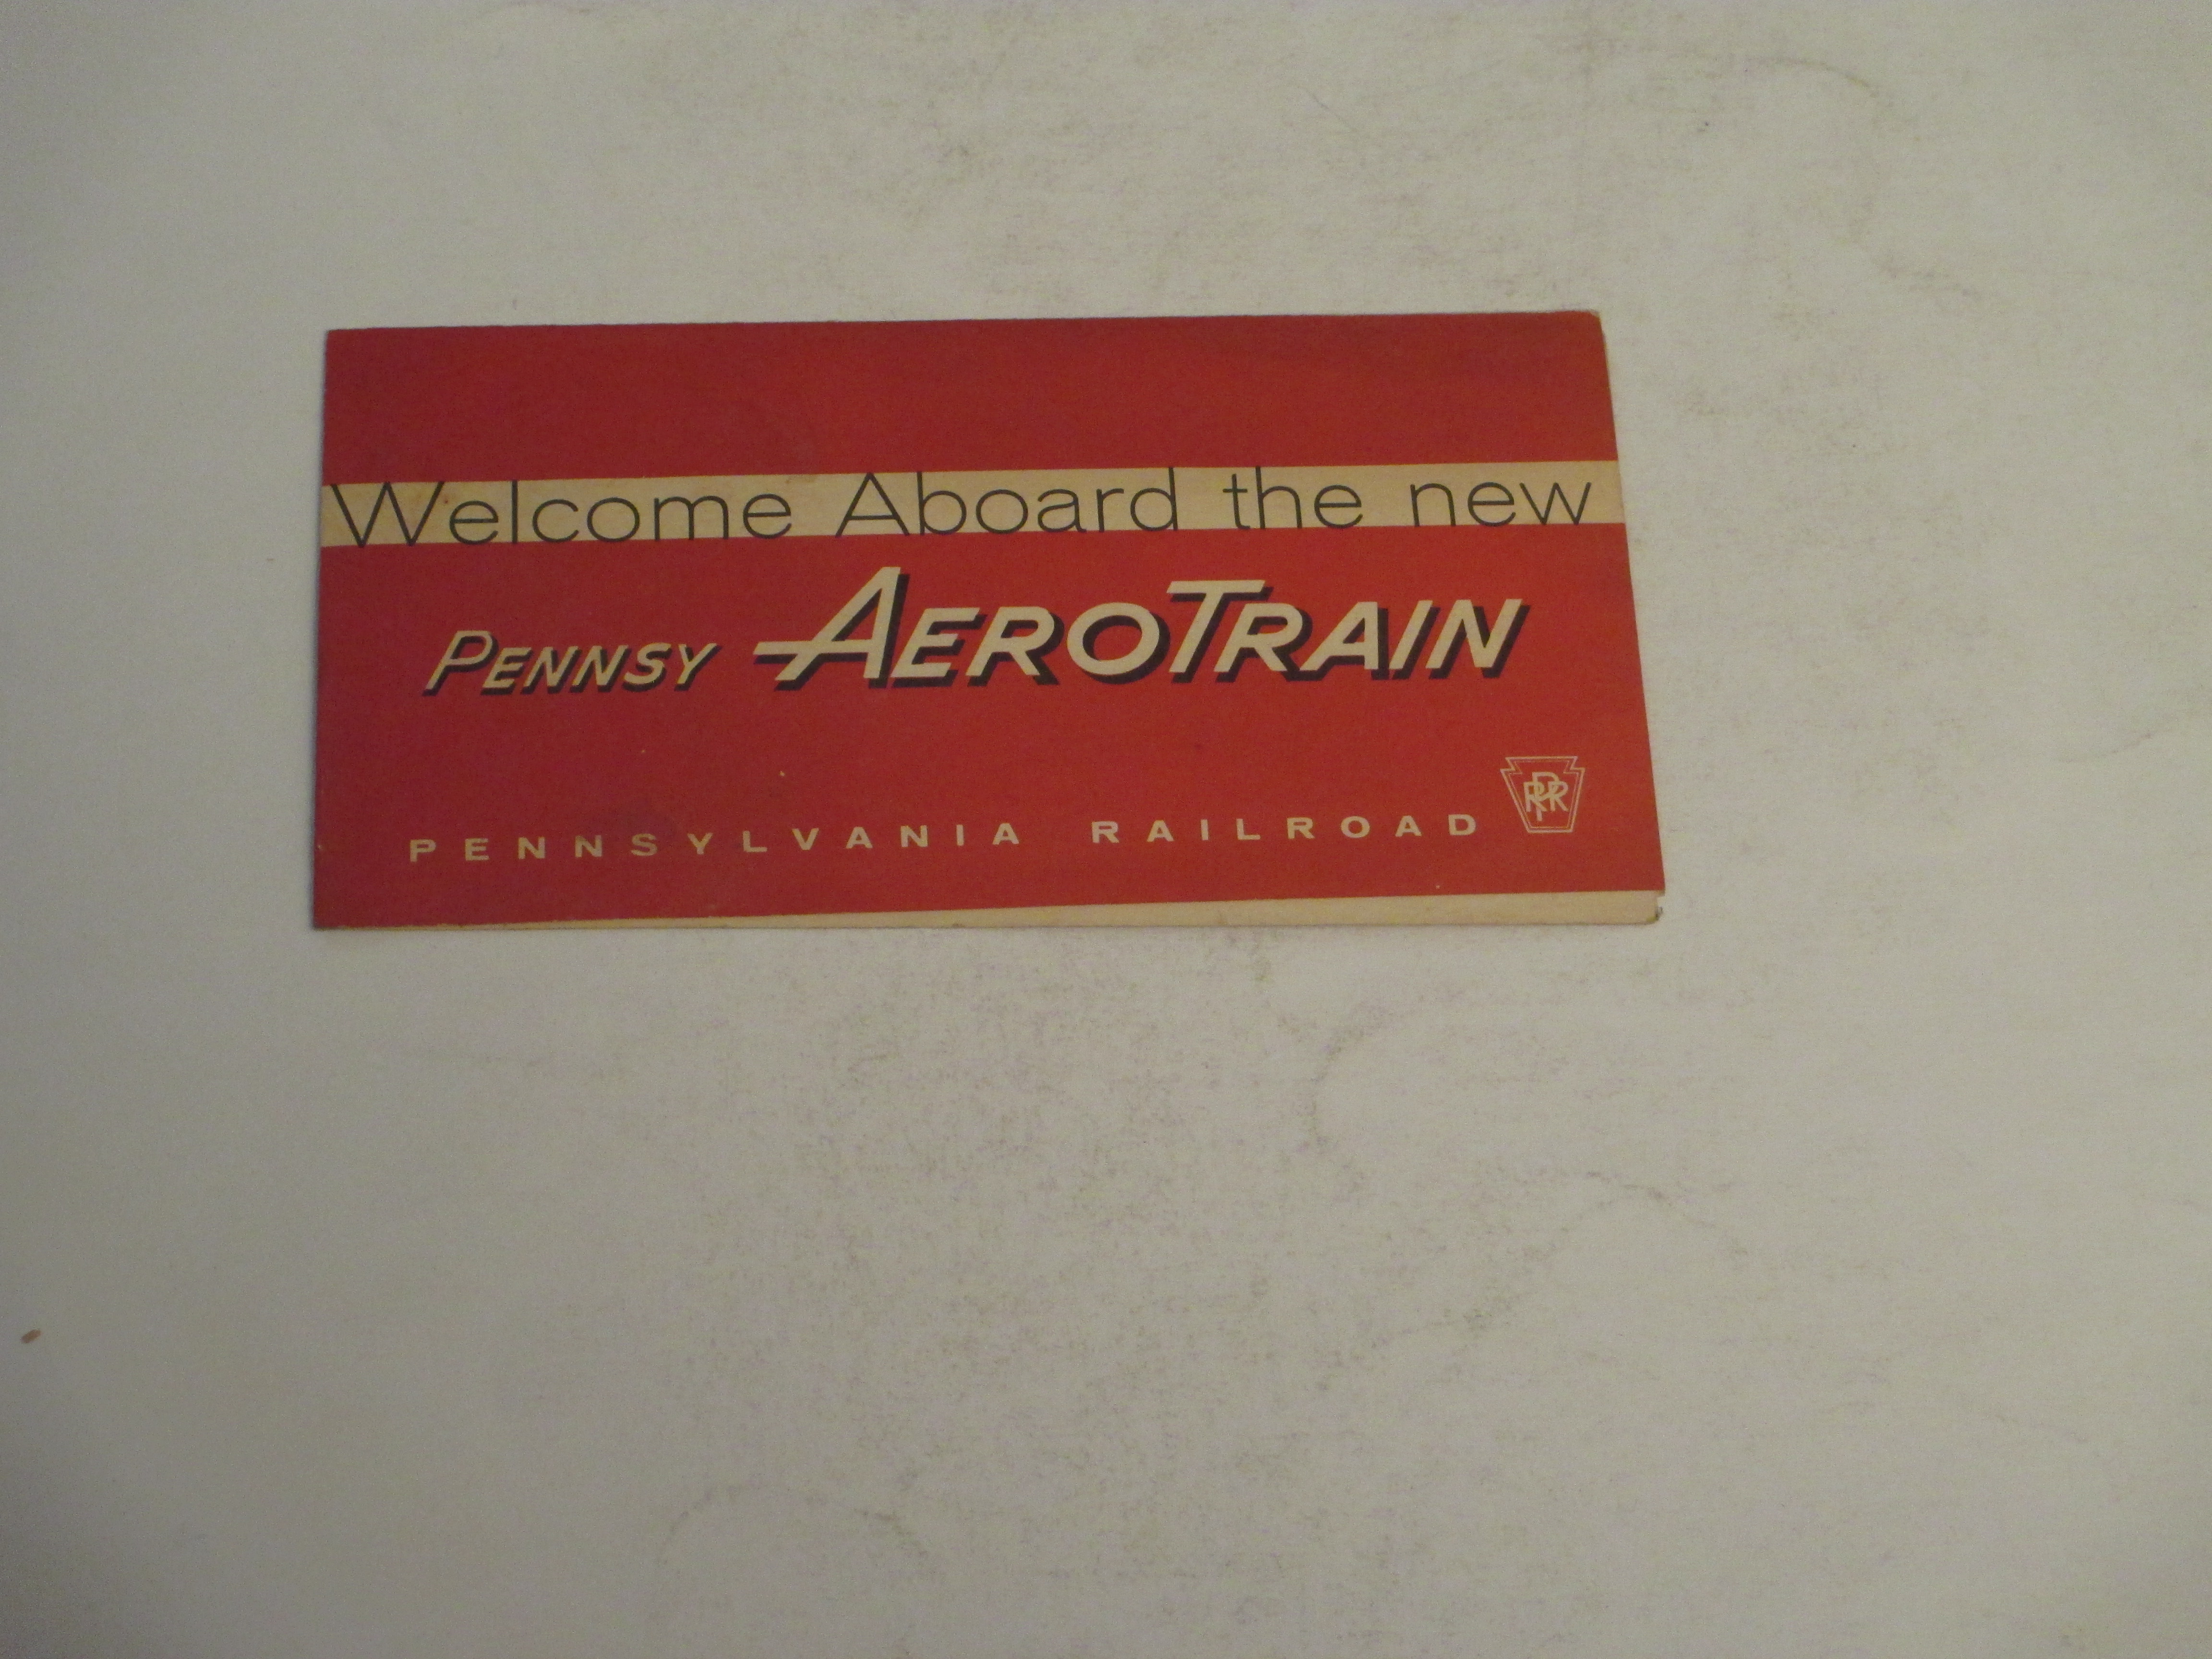 Welcome Aboard the new
PENNSY AEROTRAIN
PENNSYLVANIA RAILROAD
PRR